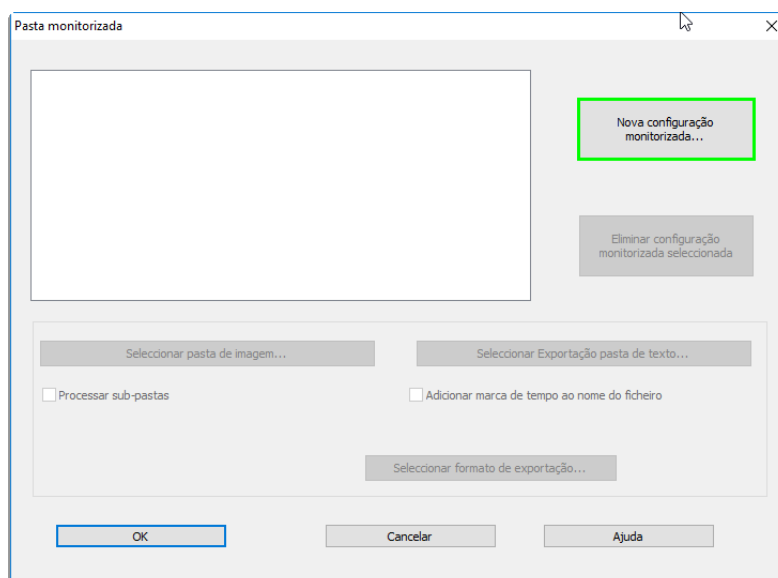 Pasta monitorizada
Nova configuração
monitorizada...
Eliminar configuração
monitorizada seleccionada
Seleccionar pasta de imagem...
Seleccionar Exportação pasta de texto...
Processar sub-pastas
Adicionar marca de tempo ao nome do ficheiro
Seleccionar formato de exportação...
OK
Cancelar
Ajuda